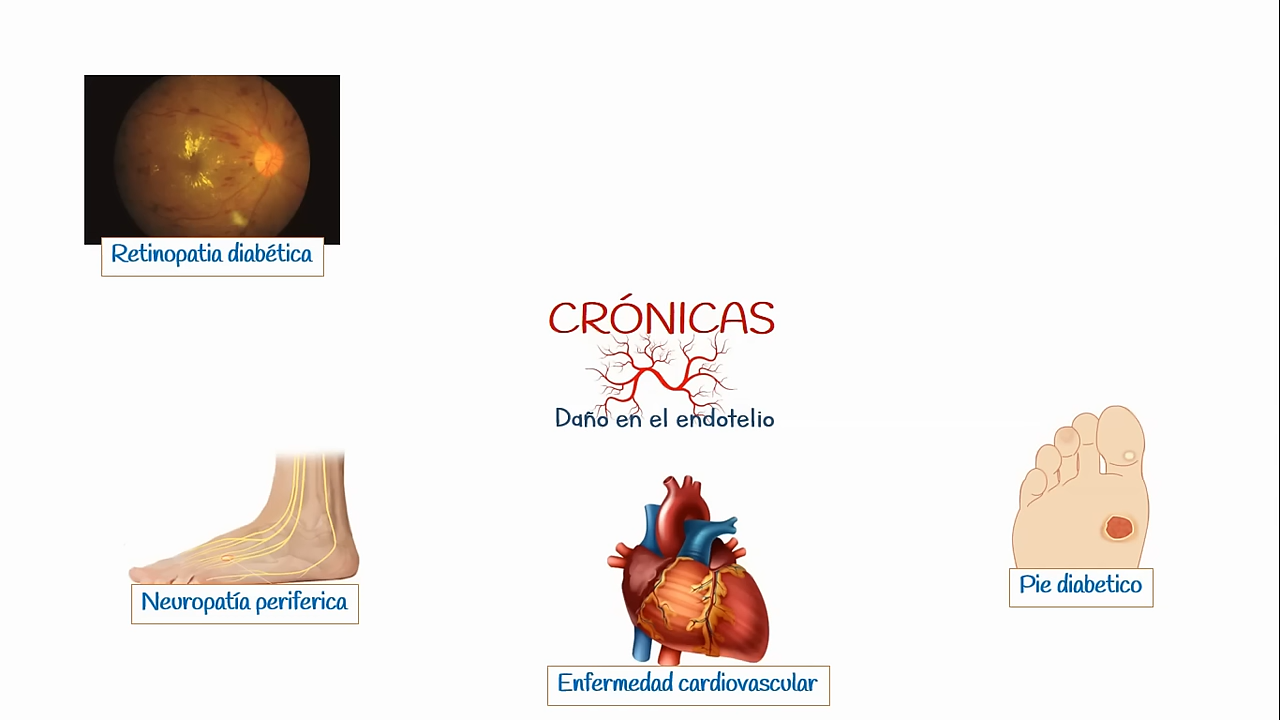 Retinopatia diabética
CRÓNICAS
Daño en el endotelio
Neuropatía periferica
Pie diabetico
Enfermedad cardiovascular